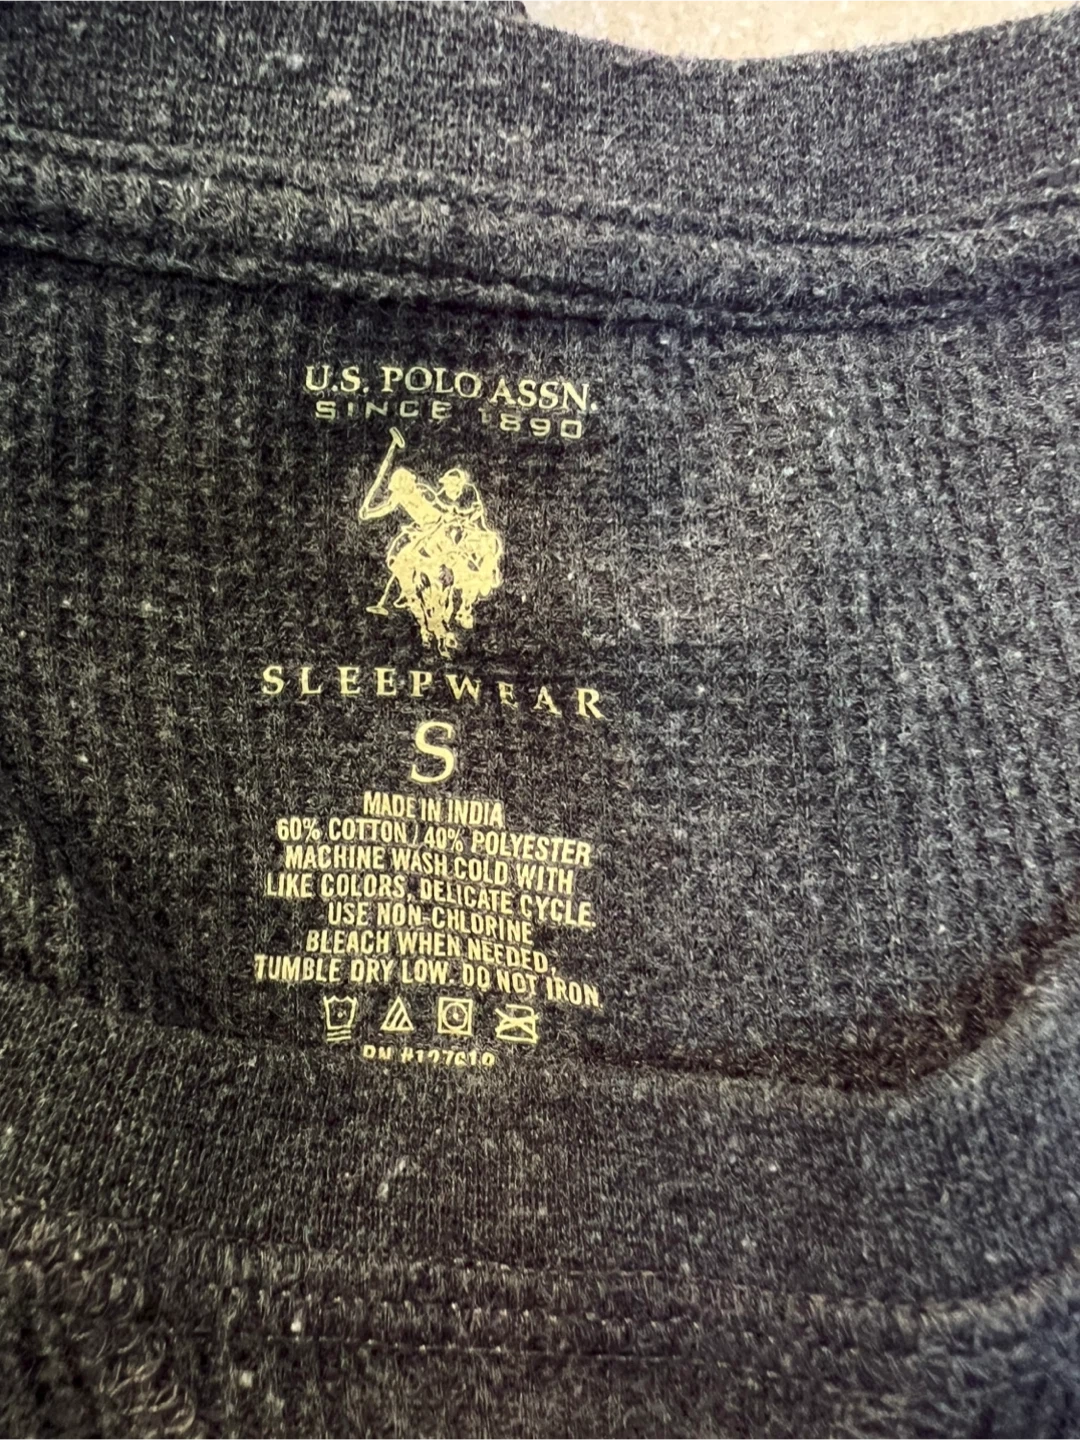 U.S. POLO ASSN.
SINCE 1890
SLEEPWEAR
S
MADE IN INDIA
60% COTTON / 40% POLYESTER
MACHINE WASH COLD WITH
LIKE COLORS, DELICATE CYCLE.
USE NON-CHLORINE
BLEACH WHEN NEEDED,
TUMBLE DRY LOW. DO NOT IRON
RN